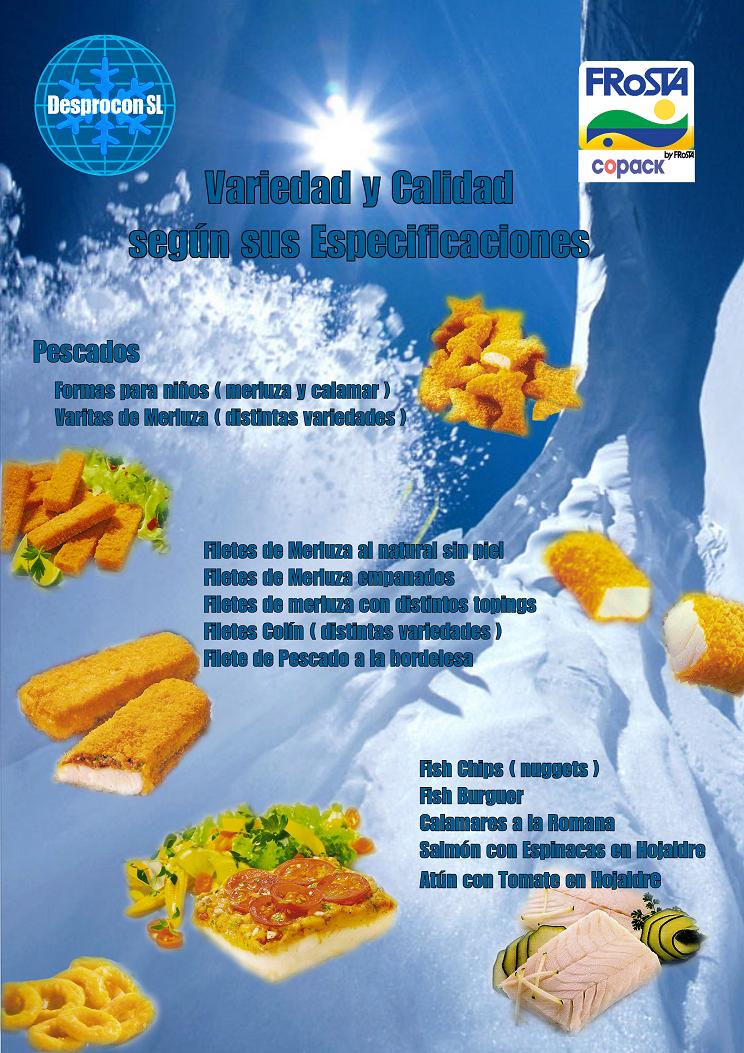 Desprocon SL
FRoSTA
by FRoSTA
copack
Variedad y Calidad
según sus Especificaciones
Pescados
Formas para niños ( merluza y calamar )
Varitas de Merluza ( distintas variedades )
Filetes de Merluza al natural sin piel
Filetes de Merluza empanados
Filetes de merluza con distintos topings
Filetes Colín ( distintas variedades )
Filete de Pescado a la bordelesa
Fish Chips ( nuggets )
Fish Burguer
Calamares a la Romana
Salmón con Espinacas en Hojaldre
Atún con Tomate en Hojaldre